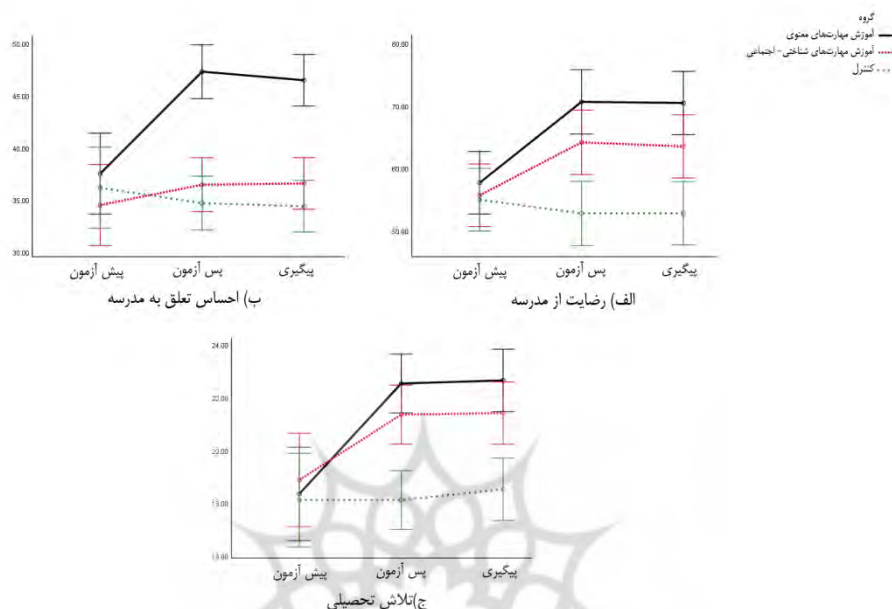 گروه
آموزش مهارت‌های معنوی
آموزش مهارت‌های شناختی- اجتماعی
کنترل
80.00
70.00
60.00
50.00
پیش آزمون
پس آزمون
پیگیری
الف) رضایت از مدرسه
50.00
45.00
40.00
35.00
30.00
پیش آزمون
پس آزمون
پیگیری
ب) احساس تعلق به مدرسه
24.00
22.00
20.00
18.00
16.00
پیش آزمون
پس آزمون
پیگیری
ج)تلاش تحصیلی